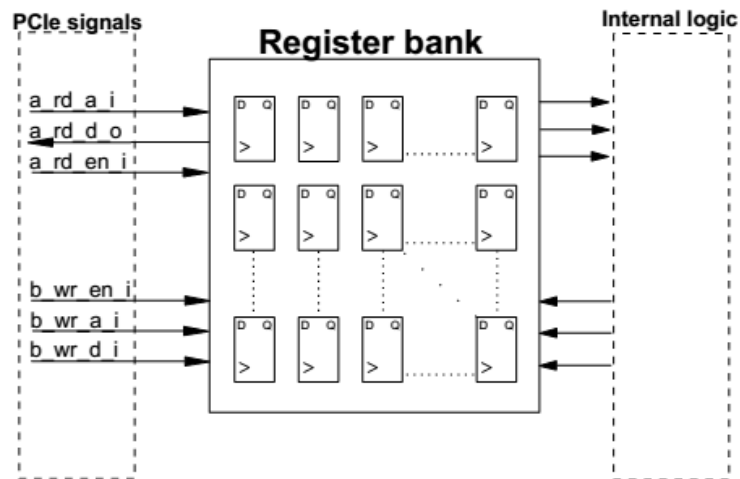 PCIe signals
Internal logic
Register bank
a_rd_a_i
a_rd_d_o
a_rd_en_i
b_wr_en_i
b_wr_a_i
b_wr_d_i
D Q D Q D Q D Q
> > > >
D Q D Q D Q D Q
> > > >
D Q D Q D Q D Q
> > > >